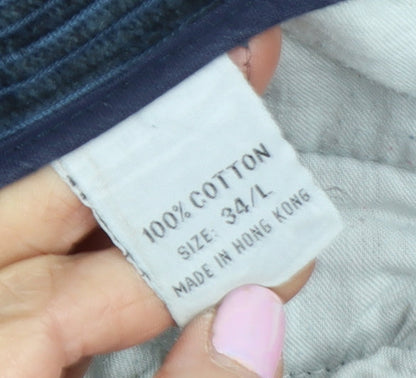 100% COTTON
SIZE: 34/L
MADE IN HONG KONG